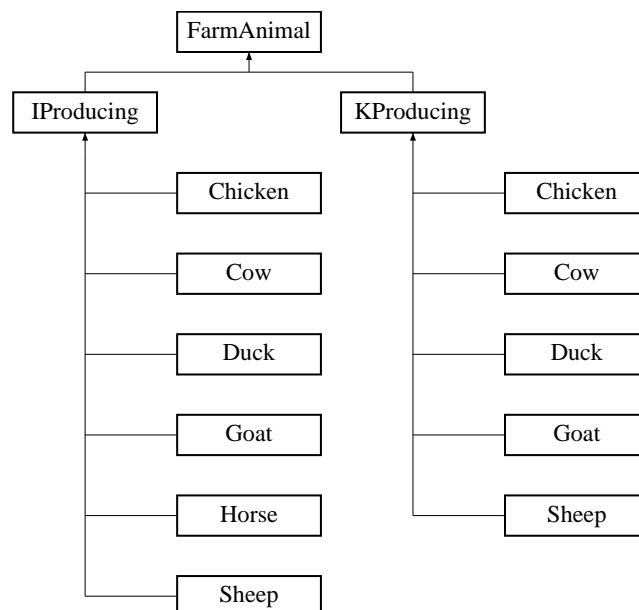 FarmAnimal
IProducing
KProducing
Chicken
Chicken
Cow
Cow
Duck
Duck
Goat
Goat
Horse
Sheep
Sheep